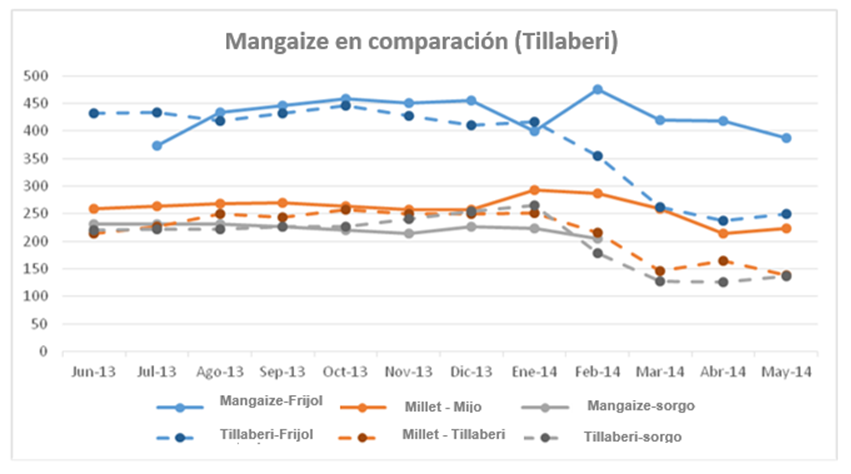 Mangaize en comparación (Tillaberi)
500
450
400
350
300
250
200
150
100
50
0
Jun-13 Jul-13 Ago-13 Sep-13 Oct-13 Nov-13 Dic-13 Ene-14 Feb-14 Mar-14 Abr-14 May-14
Mangaize-Frijol Millet - Mijo Mangaize-sorgo
Tillaberi-Frijol Millet - Tillaberi Tillaberi-sorgo